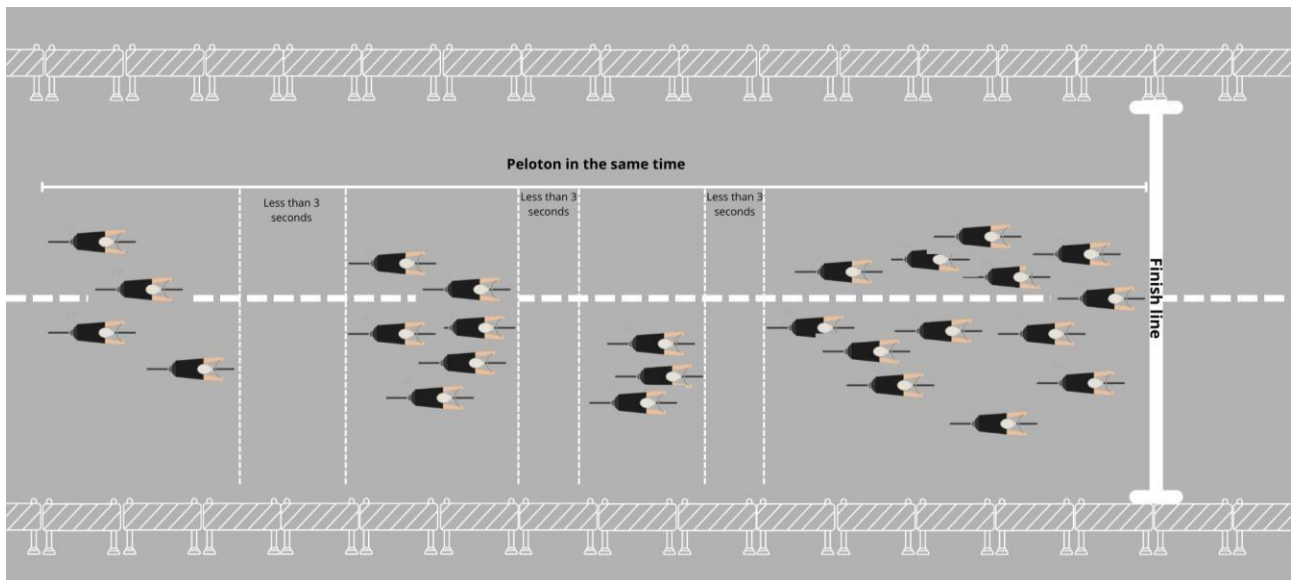 Peloton in the same time
Less than 3
seconds
Less than 3
seconds
Less than 3
seconds
Finish line